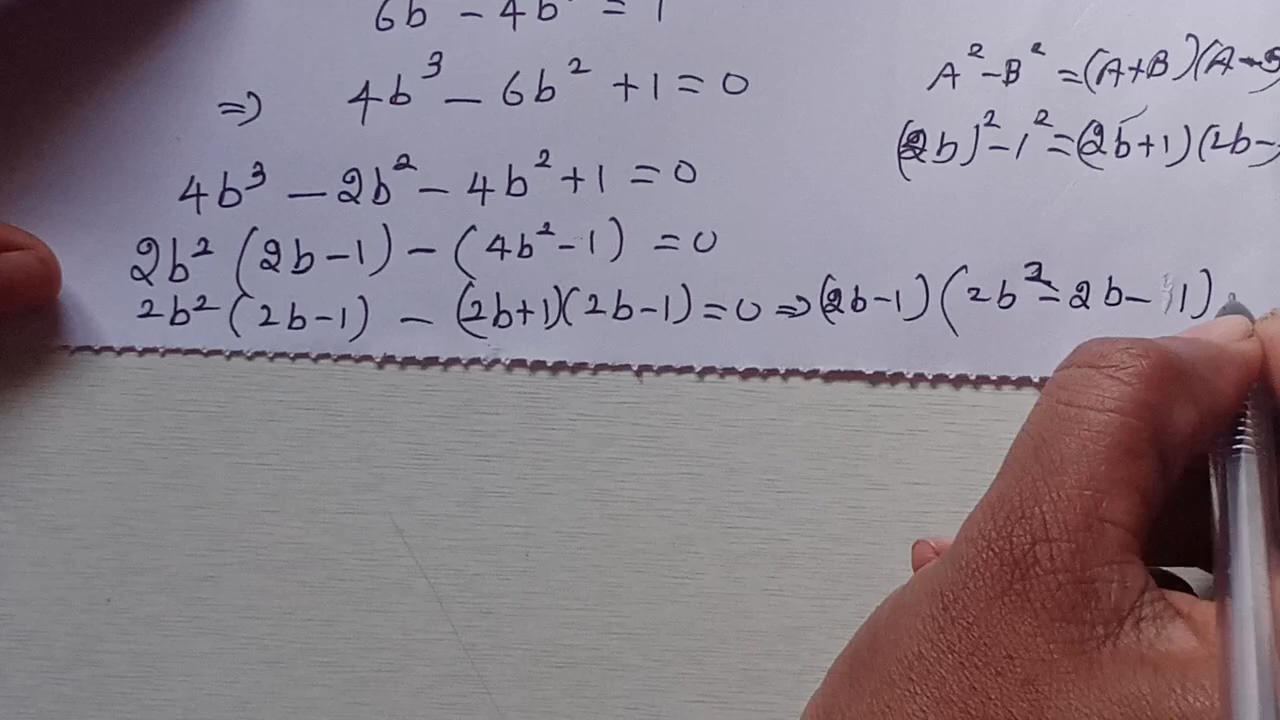 6b² - 4b³ = 1
=> 4b³ - 6b² + 1 = 0
4b³ - 2b² - 4b² + 1 = 0
2b² (2b - 1) - (4b² - 1) = 0
2b² (2b - 1) - (2b + 1)(2b - 1) = 0 => (2b - 1) (2b² - 2b - 1)
A² - B² = (A + B)(A - B
(2b)² - 1² = (2b + 1)(2b -